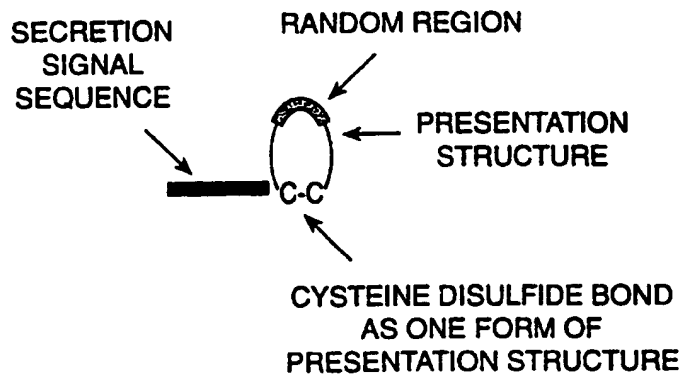 SECRETION
SIGNAL
SEQUENCE
RANDOM REGION
PRESENTATION
STRUCTURE
C-C
CYSTEINE DISULFIDE BOND
AS ONE FORM OF
PRESENTATION STRUCTURE